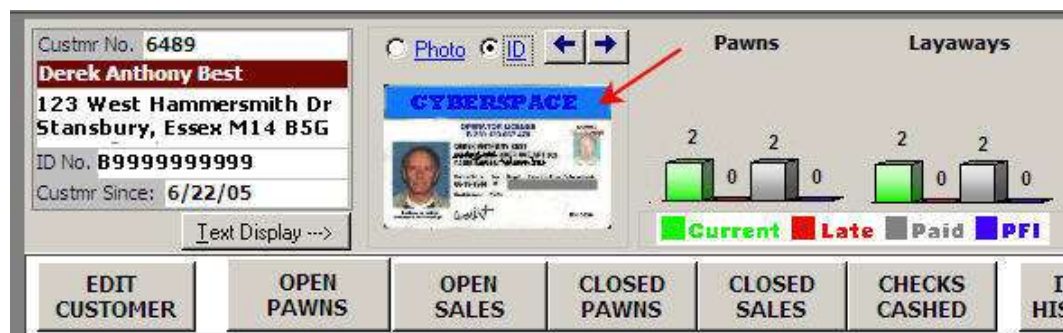 Custmr No. 6489
Derek Anthony Best
123 West Hammersmith Dr
Stansbury, Essex M14 B5G
ID No. B9999999999
Custmr Since: 6/22/05
Text Display --->
Photo ID
CYBERSPACE
OPERATOR LICENSE
Pawns Layaways
2 2 0 0
2 2 0 0
Current Late Paid PFI
EDIT CUSTOMER
OPEN PAWNS
OPEN SALES
CLOSED PAWNS
CLOSED SALES
CHECKS CASHED